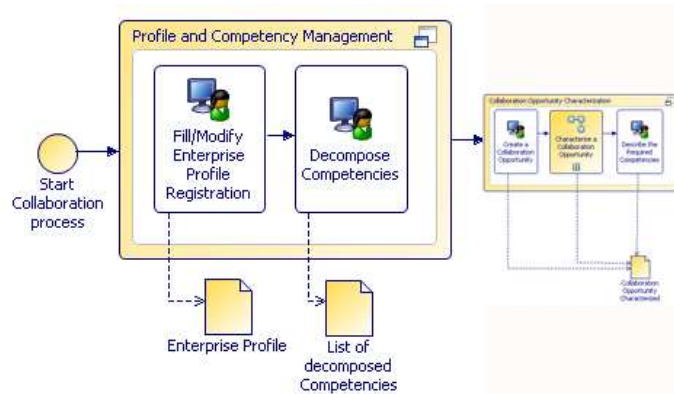 Profile and Competency Management
Fill/Modify
Enterprise
Profile
Registration
Decompose
Competencies
Start
Collaboration
process
Enterprise Profile
List of
decomposed
Competencies
Collaboration Opportunity Characterization
Create a
Collaboration
Opportunity
Characterise a
Collaboration
Opportunity
Describe the
Required
Competencies
Collaboration
Opportunity
Characterized